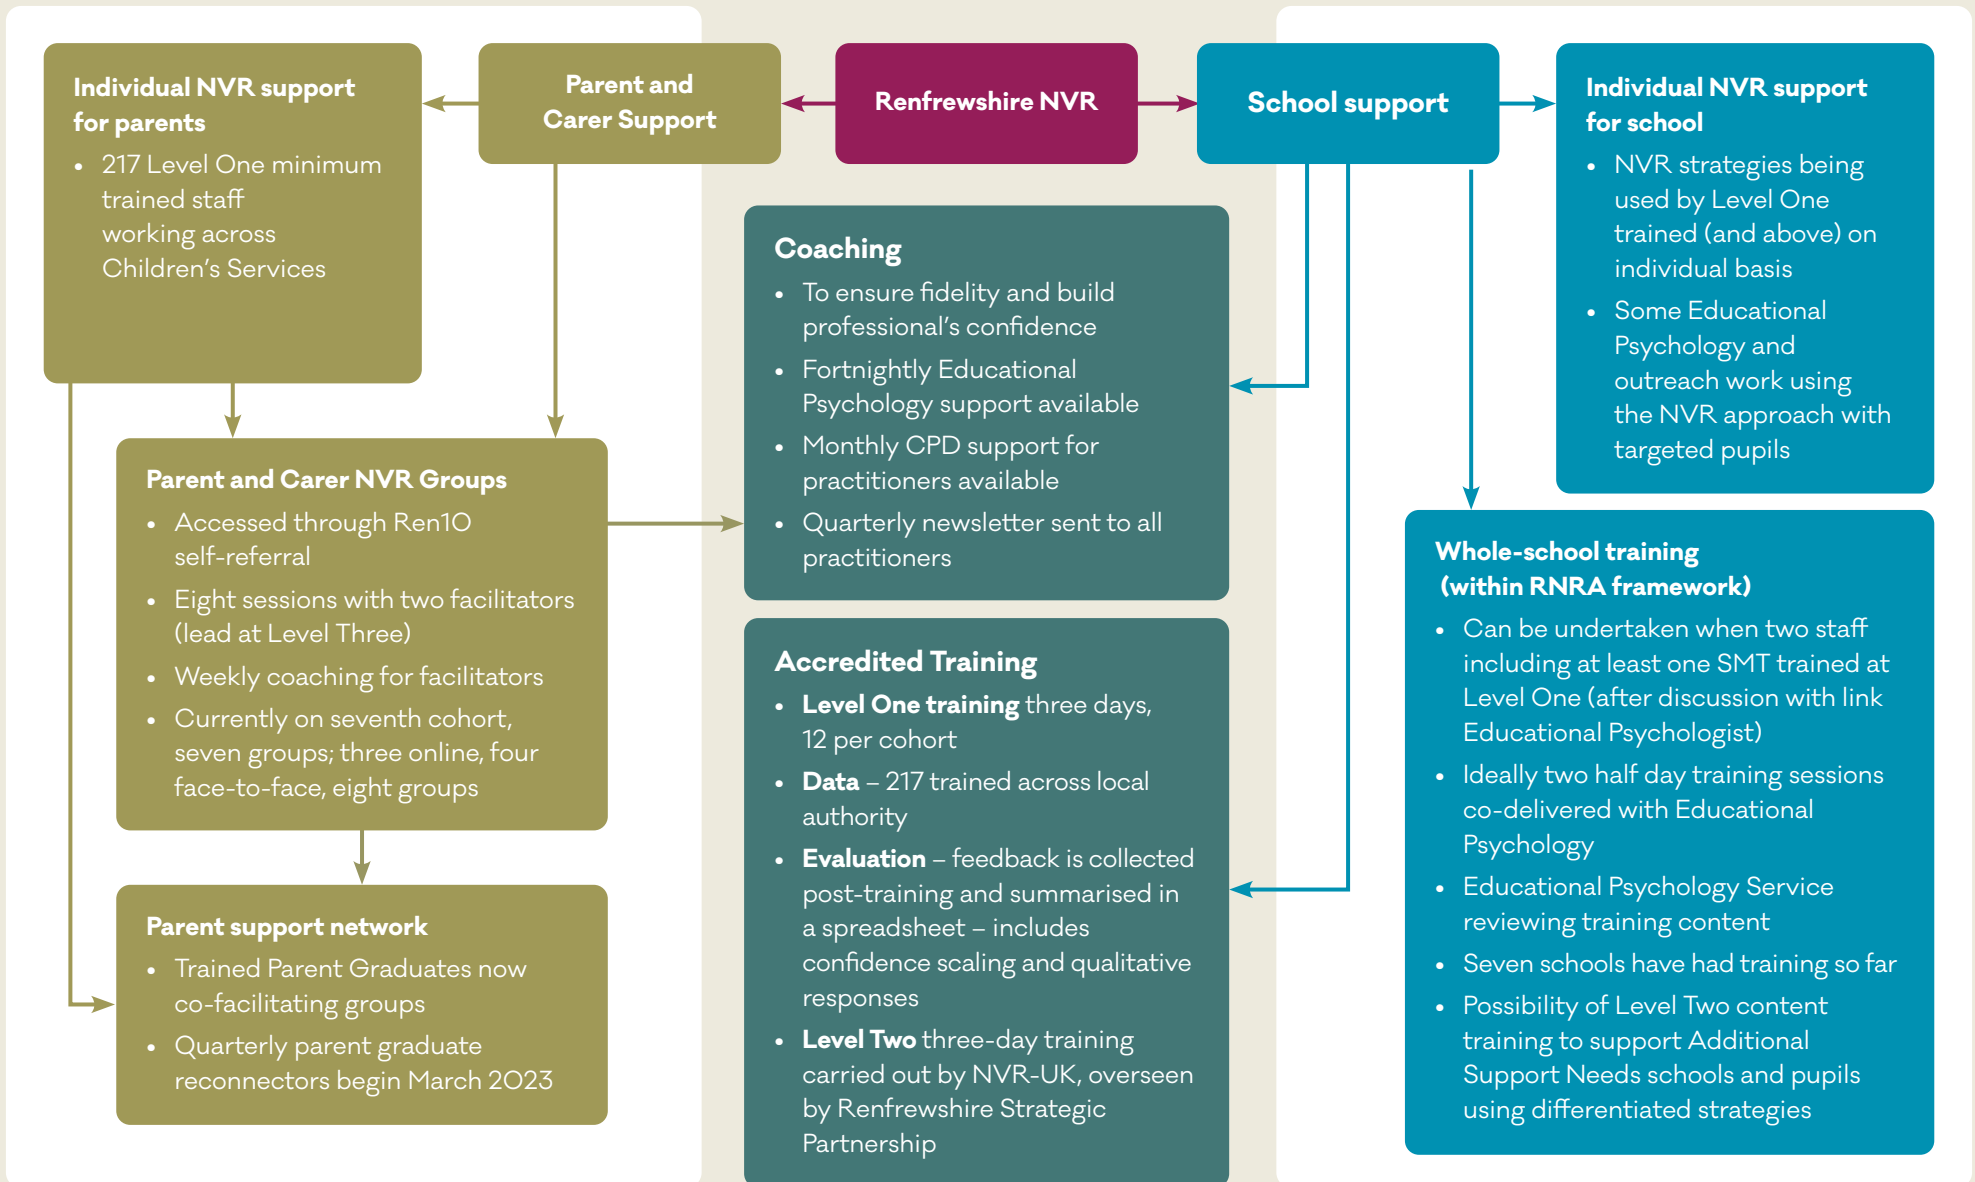 Individual NVR support
for parents
• 217 Level One minimum
trained staff
working across
Children's Services
Parent and
Carer Support
Renfrewshire NVR
School support
Individual NVR support
for school
• NVR strategies being
used by Level One
trained (and above) on
individual basis
• Some Educational
Psychology and
outreach work using
the NVR approach with
targeted pupils
Coaching
• To ensure fidelity and build
professional's confidence
• Fortnightly Educational
Psychology support available
• Monthly CPD support for
practitioners available
• Quarterly newsletter sent to all
practitioners
Parent and Carer NVR Groups
• Accessed through Ren10
self-referral
• Eight sessions with two facilitators
(lead at Level Three)
• Weekly coaching for facilitators
• Currently on seventh cohort,
seven groups; three online, four
face-to-face, eight groups
Parent support network
• Trained Parent Graduates now
co-facilitating groups
• Quarterly parent graduate
reconnectors begin March 2023
Accredited Training
• Level One training three days,
12 per cohort
• Data – 217 trained across local
authority
• Evaluation – feedback is collected
post-training and summarised in
a spreadsheet – includes
confidence scaling and qualitative
responses
• Level Two three-day training
carried out by NVR-UK, overseen
by Renfrewshire Strategic
Partnership
Whole-school training
(within RNRA framework)
• Can be undertaken when two staff
including at least one SMT trained at
Level One (after discussion with link
Educational Psychologist)
• Ideally two half day training sessions
co-delivered with Educational
Psychology
• Educational Psychology Service
reviewing training content
• Seven schools have had training so far
• Possibility of Level Two content
training to support Additional
Support Needs schools and pupils
using differentiated strategies